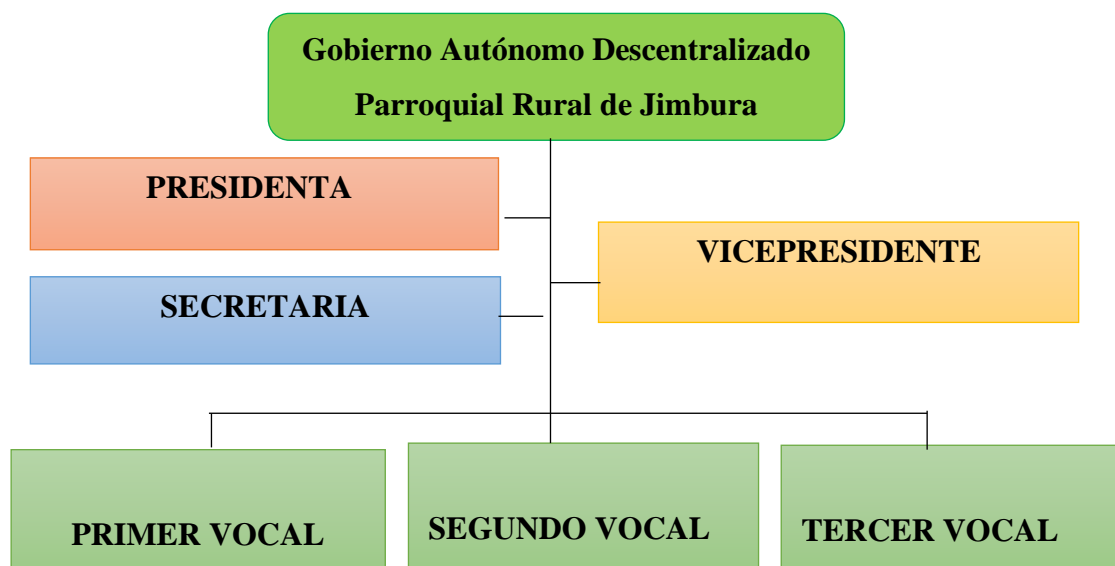 Gobierno Autónomo Descentralizado
Parroquial Rural de Jimbura
PRESIDENTA
VICEPRESIDENTE
SECRETARIA
PRIMER VOCAL
SEGUNDO VOCAL
TERCER VOCAL